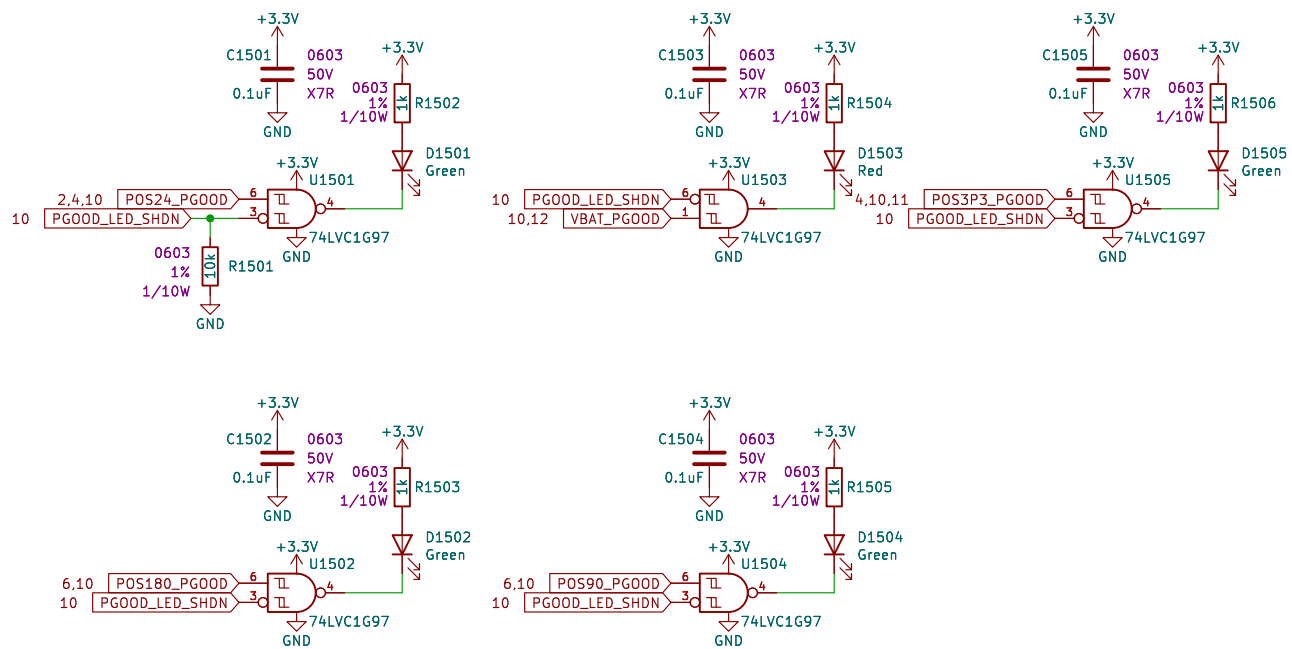 +3.3V
C1501
0.1uF
0603
50V
X7R
GND
+3.3V
0603
1%
1/10W
1k
R1502
D1501
Green
+3.3V
U1501
2,4,10
POS24_PGOOD
6
10
PGOOD_LED_SHDN
3
4
74LVC1G97
GND
0603
1%
1/10W
10k
R1501
GND
+3.3V
C1503
0.1uF
0603
50V
X7R
GND
+3.3V
0603
1%
1/10W
1k
R1504
D1503
Red
+3.3V
U1503
10
PGOOD_LED_SHDN
6
10,12
VBAT_PGOOD
1
4
74LVC1G97
GND
+3.3V
C1505
0.1uF
0603
50V
X7R
GND
+3.3V
0603
1%
1/10W
1k
R1506
D1505
Green
+3.3V
U1505
4,10,11
POS3P3_PGOOD
6
10
PGOOD_LED_SHDN
3
4
74LVC1G97
GND
+3.3V
C1502
0.1uF
0603
50V
X7R
GND
+3.3V
0603
1%
1/10W
1k
R1503
D1502
Green
+3.3V
U1502
6,10
POS180_PGOOD
6
10
PGOOD_LED_SHDN
3
4
74LVC1G97
GND
+3.3V
C1504
0.1uF
0603
50V
X7R
GND
+3.3V
0603
1%
1/10W
1k
R1505
D1504
Green
+3.3V
U1504
6,10
POS90_PGOOD
6
10
PGOOD_LED_SHDN
3
4
74LVC1G97
GND